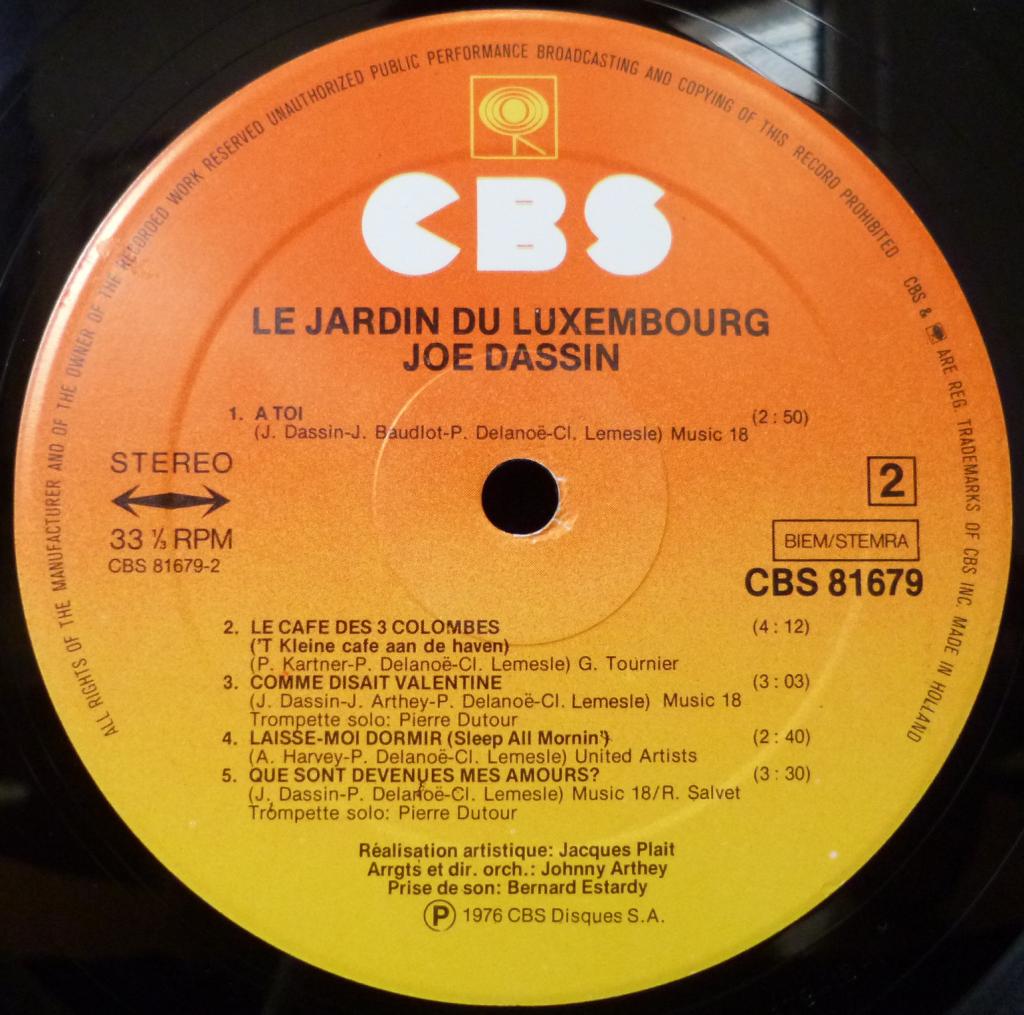 ALL RIGHTS OF THE MANUFACTURER AND OF THE OWNER OF THE RECORDED WORK RESERVED UNAUTHORIZED PUBLIC PERFORMANCE BROADCASTING AND COPYING OF THIS RECORD PROHIBITED CBS & ARE REG. TRADEMARKS OF CBS INC. MADE IN HOLLAND
CBS
LE JARDIN DU LUXEMBOURG
JOE DASSIN
1. A TOI (2:50)
(J. Dassin-J. Baudlot-P. Delanoë-Cl. Lemesle) Music 18
STEREO
33 ⅓ RPM
CBS 81679-2
2
BIEM/STEMRA
CBS 81679
2. LE CAFE DES 3 COLOMBES (4:12)
('T Kleine cafe aan de haven)
(P. Kartner-P. Delanoë-Cl. Lemesle) G. Tournier
3. COMME DISAIT VALENTINE (3:03)
(J. Dassin-J. Arthey-P. Delanoë-Cl. Lemesle) Music 18
Trompette solo: Pierre Dutour
4. LAISSE-MOI DORMIR (Sleep All Mornin') (2:40)
(A. Harvey-P. Delanoë-Cl. Lemesle) United Artists
5. QUE SONT DEVENUES MES AMOURS? (3:30)
(J. Dassin-P. Delanoë-Cl. Lemesle) Music 18/R. Salvet
Trompette solo: Pierre Dutour
Réalisation artistique: Jacques Plait
Arrgts et dir. orch.: Johnny Arthey
Prise de son: Bernard Estardy
Ⓟ 1976 CBS Disques S.A.